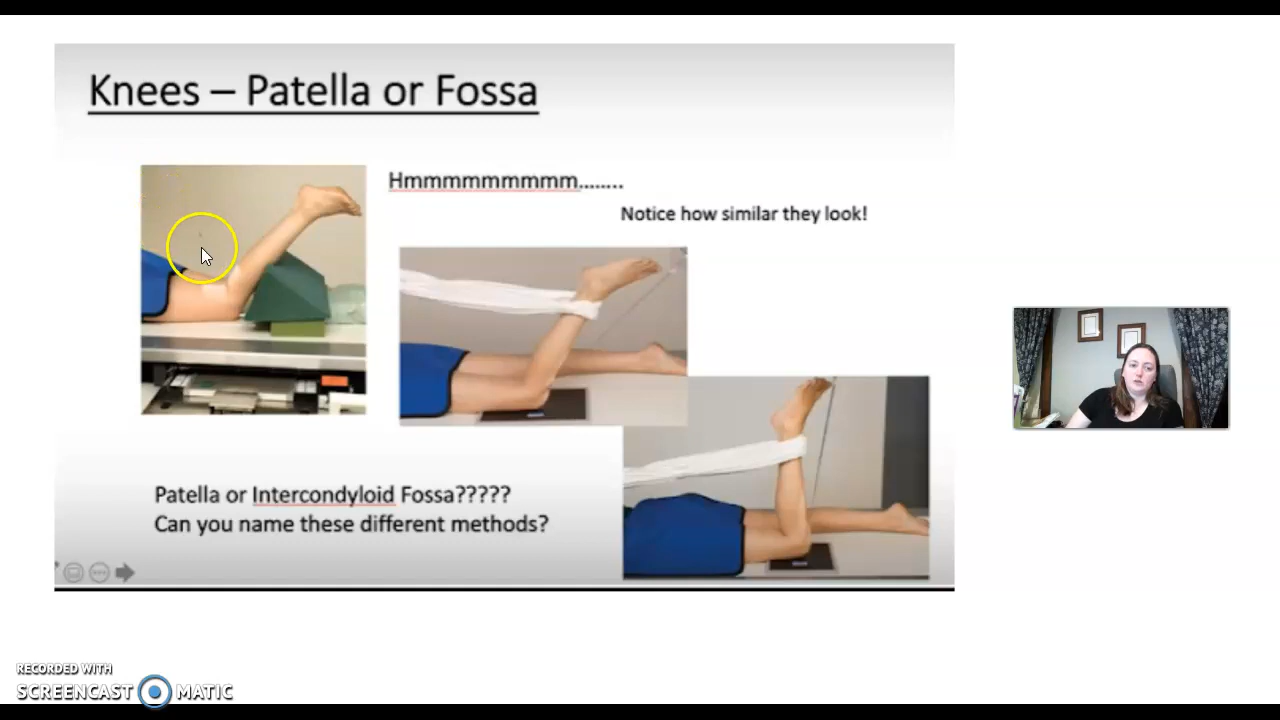 Knees – Patella or Fossa
Hmmmmmmmmm........
Notice how similar they look!
Patella or Intercondyloid Fossa?????
Can you name these different methods?
RECORDED WITH
SCREENCAST MATIC